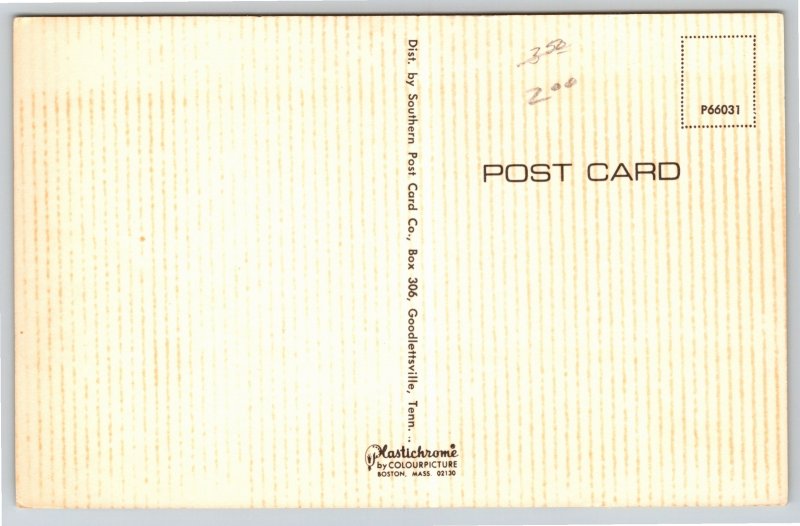 Dist. by Southern Post Card Co., Box 306, Goodlettsville, Tenn. ..
3 50
2 00
P66031
POST CARD
Plastichrome
by COLOURPICTURE
BOSTON, MASS. 02130